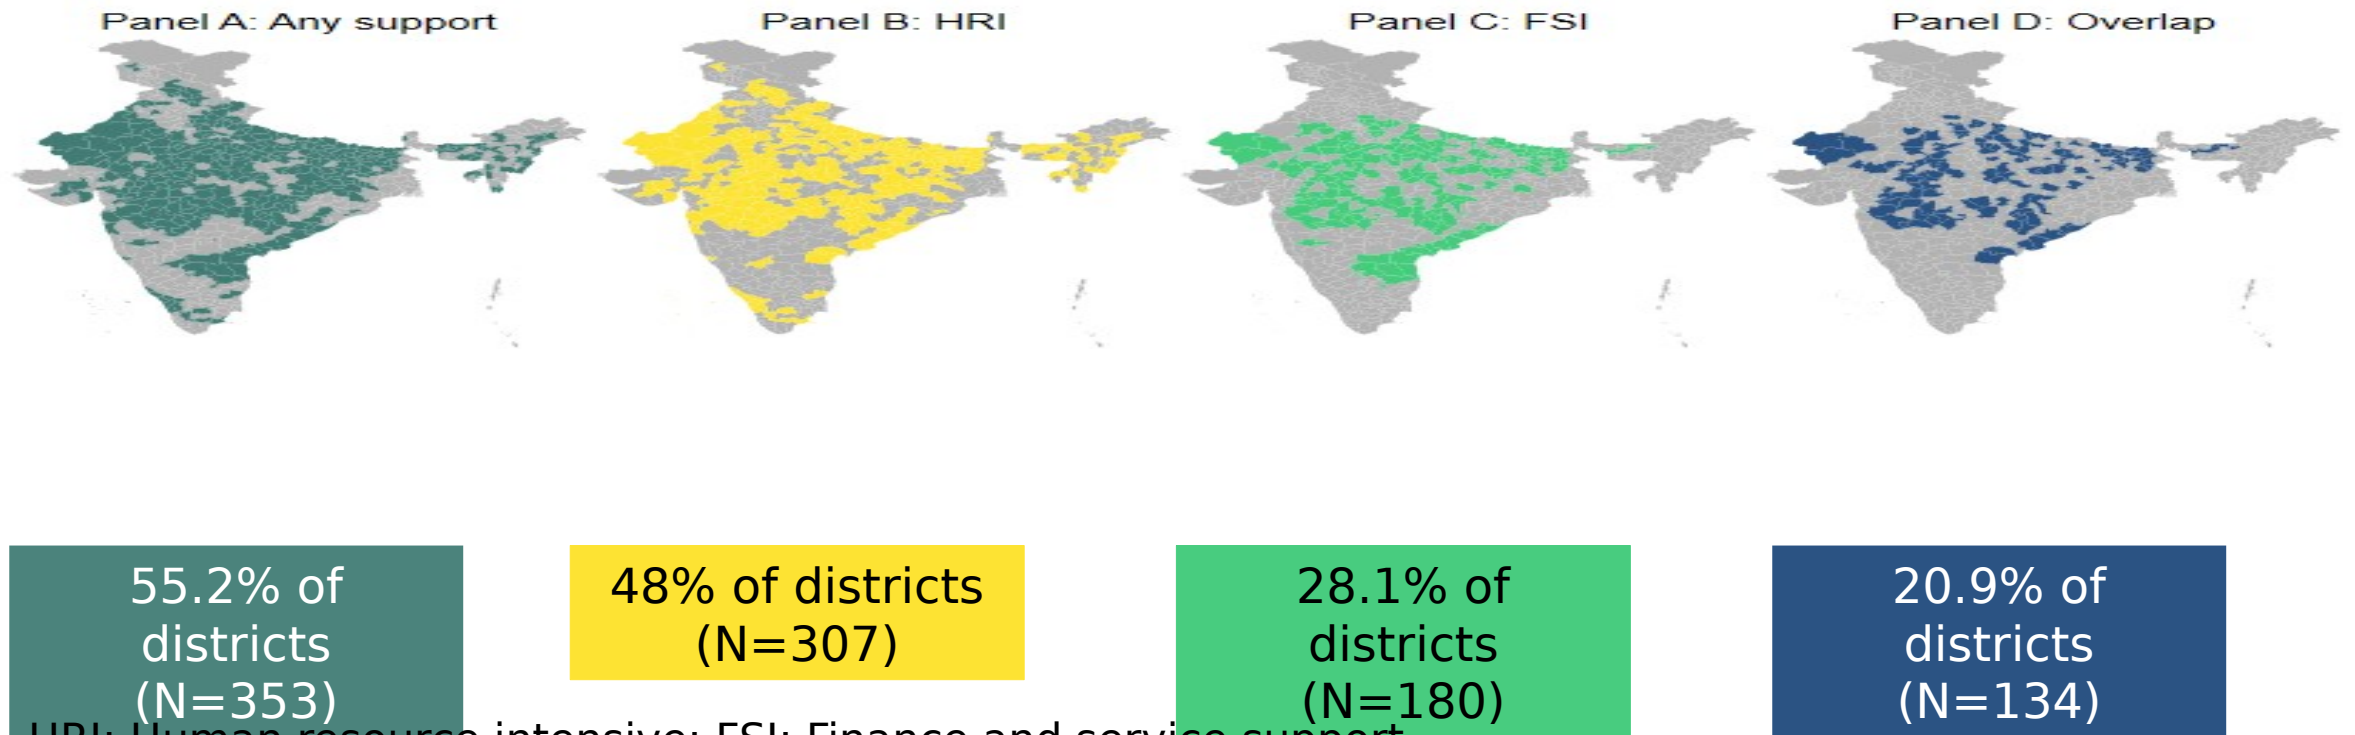 Panel A: Any support
Panel B: HRI
Panel C: FSI
Panel D: Overlap
55.2% of
districts
(N=353)
48% of districts
(N=307)
28.1% of
districts
(N=180)
20.9% of
districts
(N=134)
HRI: Human resource intensive; FSI: Finance and service support